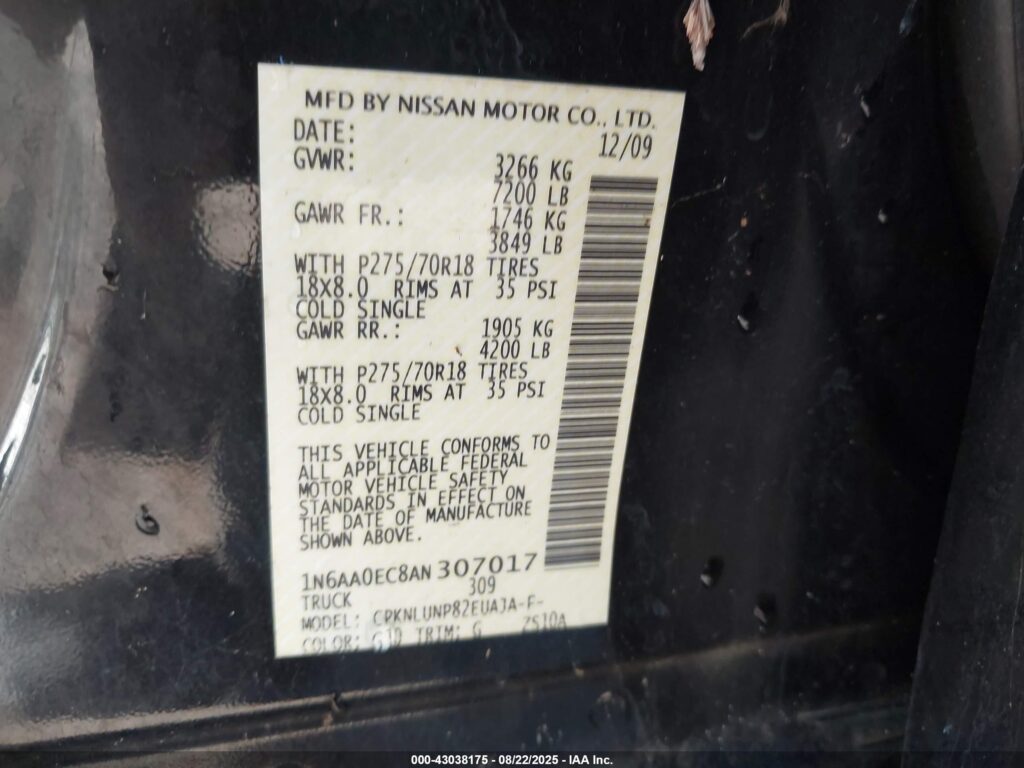 MFD BY NISSAN MOTOR CO., LTD.
DATE: 12/09
GVWR: 3266 KG
7200 LB
GAWR FR.: 1746 KG
3849 LB
WITH P275/70R18 TIRES
18X8.0 RIMS AT 35 PSI
COLD SINGLE
GAWR RR.: 1905 KG
4200 LB
WITH P275/70R18 TIRES
18X8.0 RIMS AT 35 PSI
COLD SINGLE
THIS VEHICLE CONFORMS TO
ALL APPLICABLE FEDERAL
MOTOR VEHICLE SAFETY
STANDARDS IN EFFECT ON
THE DATE OF MANUFACTURE
SHOWN ABOVE.
1N6AA0EC8AN 307017
TRUCK 309
MODEL: CRKNLUNP82EUAJA-F-
COLOR: TRIM: G
000-43038175 - 08/22/2025 - IAA Inc.